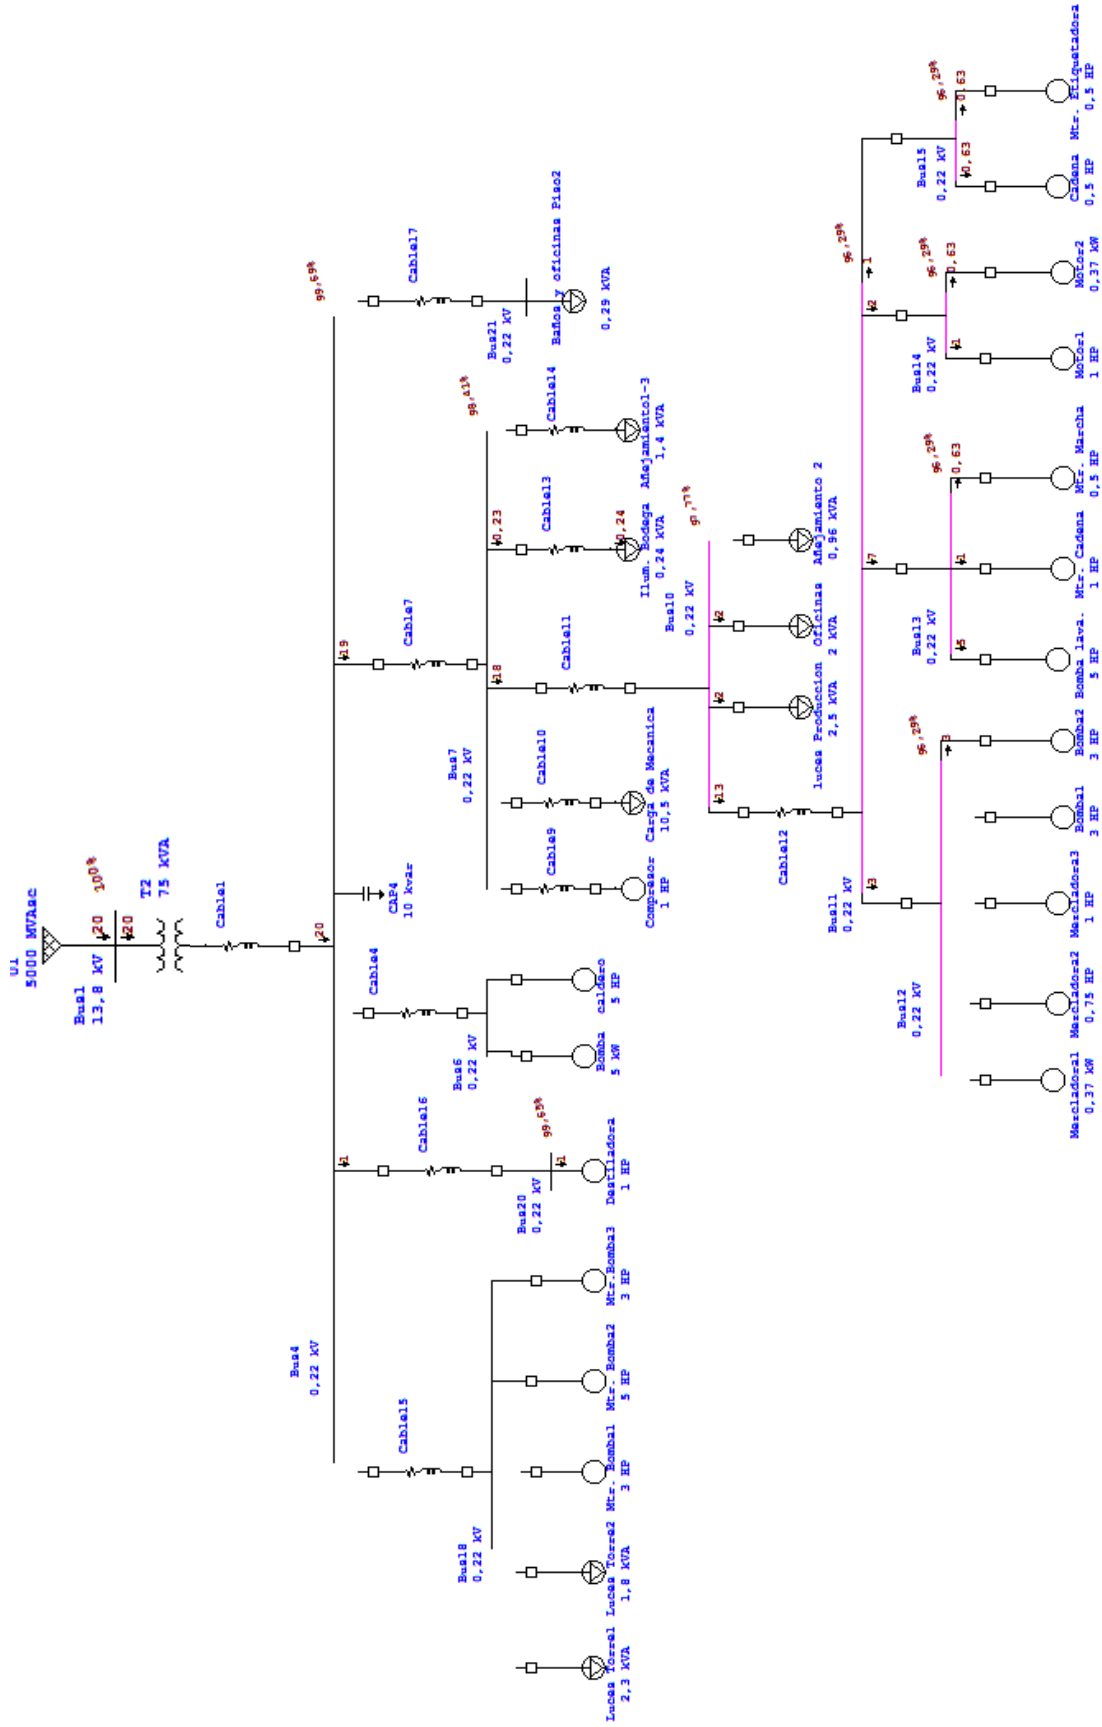 U1
5000 MVAsc
Bus1
13,8 kV
100%
20
20
T2
75 kVA
Cable1
20
Bus4
0,22 kV
99,69%
Cable15
Bus18
0,22 kV
Luces Torre1
2,3 kVA
Luces Torre2
1,8 kVA
Mtr. Bomba1
3 HP
Mtr. Bomba2
5 HP
Mtr.Bomba3
3 HP
1
Cable16
Bus20
0,22 kV
99,65%
1
Destiladora
1 HP
Cable4
Bus6
0,22 kV
Bomba
5 kW
caldero
5 HP
CAP4
10 kvar
19
Cable7
Bus7
0,22 kV
98,41%
Cable17
Bus21
0,22 kV
Baños y oficinas Piso2
0,29 kVA
Cable9
Compresor
1 HP
Cable10
Carga de Mecanica
10,5 kVA
18
Cable11
0,23
Cable13
0,24
Ilum. Bodega
0,24 kVA
Cable14
Añejamiento1-3
1,4 kVA
Bus10
0,22 kV
97,77%
13
Cable12
2
luces Produccion
2,5 kVA
2
Oficinas
2 kVA
Añejamiento 2
0,96 kVA
Bus11
0,22 kV
96,29%
3
7
2
1
Bus12
0,22 kV
96,29%
3
Mezcladora1
0,37 kW
Mezcladora2
0,75 HP
Mezcladora3
1 HP
Bomba1
3 HP
Bomba2
3 HP
Bus13
0,22 kV
96,29%
5
1
0,63
Bomba lava.
5 HP
Mtr. Cadena
1 HP
Mtr. Marcha
0,5 HP
Bus14
0,22 kV
96,29%
1
0,63
Motor1
1 HP
Motor2
0,37 kW
Bus15
0,22 kV
96,29%
0,63
0,63
Cadena
0,5 HP
Mtr. Etiquetadora
0,5 HP